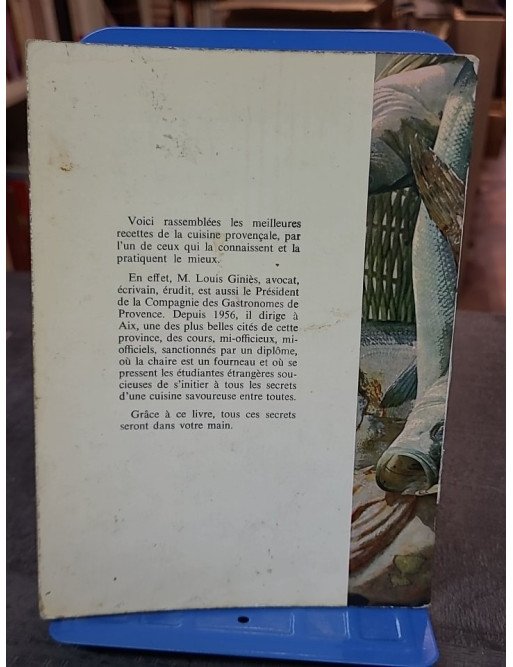 Voici rassemblées les meilleures
recettes de la cuisine provençale, par
l'un de ceux qui la connaissent et la
pratiquent le mieux.
En effet, M. Louis Giniès, avocat,
écrivain, érudit, est aussi le Président
de la Compagnie des Gastronomes de
Provence. Depuis 1956, il dirige à
Aix, une des plus belles cités de cette
province, des cours, mi-officieux, mi-
officiels, sanctionnés par un diplôme,
où la chaire est un fourneau et où se
pressent les étudiantes étrangères sou-
cieuses de s'initier à tous les secrets
d'une cuisine savoureuse entre toutes.
Grâce à ce livre, tous ces secrets
seront dans votre main.